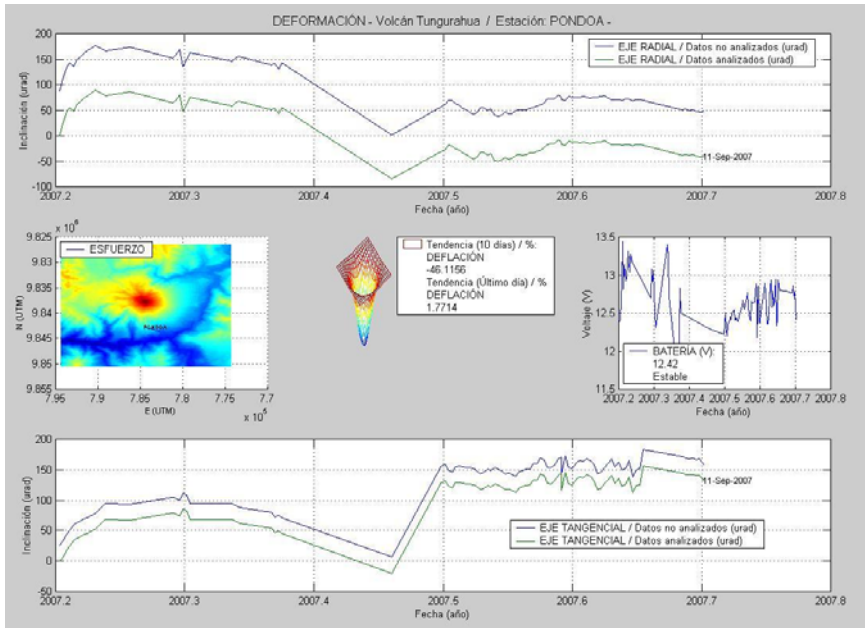 DEFORMACIÓN - Volcán Tungurahua / Estación: PONDOA -
200
150
100
50
0
-50
-100
Inclinación (urad)
EJE RADIAL / Datos no analizados (urad)
EJE RADIAL / Datos analizados (urad)
11-Sep-2007
2007.2 2007.3 2007.4 2007.5 2007.6 2007.7 2007.8
Fecha (año)
x 10⁶
9.825
9.83
9.835
9.84
9.845
9.85
9.855
N (UTM)
ESFUERZO
7.95 7.9 7.85 7.8 7.75 7.7
E (UTM)
x 10⁵
Tendencia (10 días) / %:
DEFLACIÓN
-46.1156
Tendencia (Último día) / %
DEFLACIÓN
1.7714
13.5
13
12.5
12
11.5
Voltaje (V)
BATERÍA (V):
12.42
Estable
2007.2 2007.3 2007.4 2007.5 2007.6 2007.7 2007.8
Fecha (año)
200
150
100
50
0
-50
Inclinación (urad)
11-Sep-2007
EJE TANGENCIAL / Datos no analizados (urad)
EJE TANGENCIAL / Datos analizados (urad)
2007.2 2007.3 2007.4 2007.5 2007.6 2007.7 2007.8
Fecha (año)